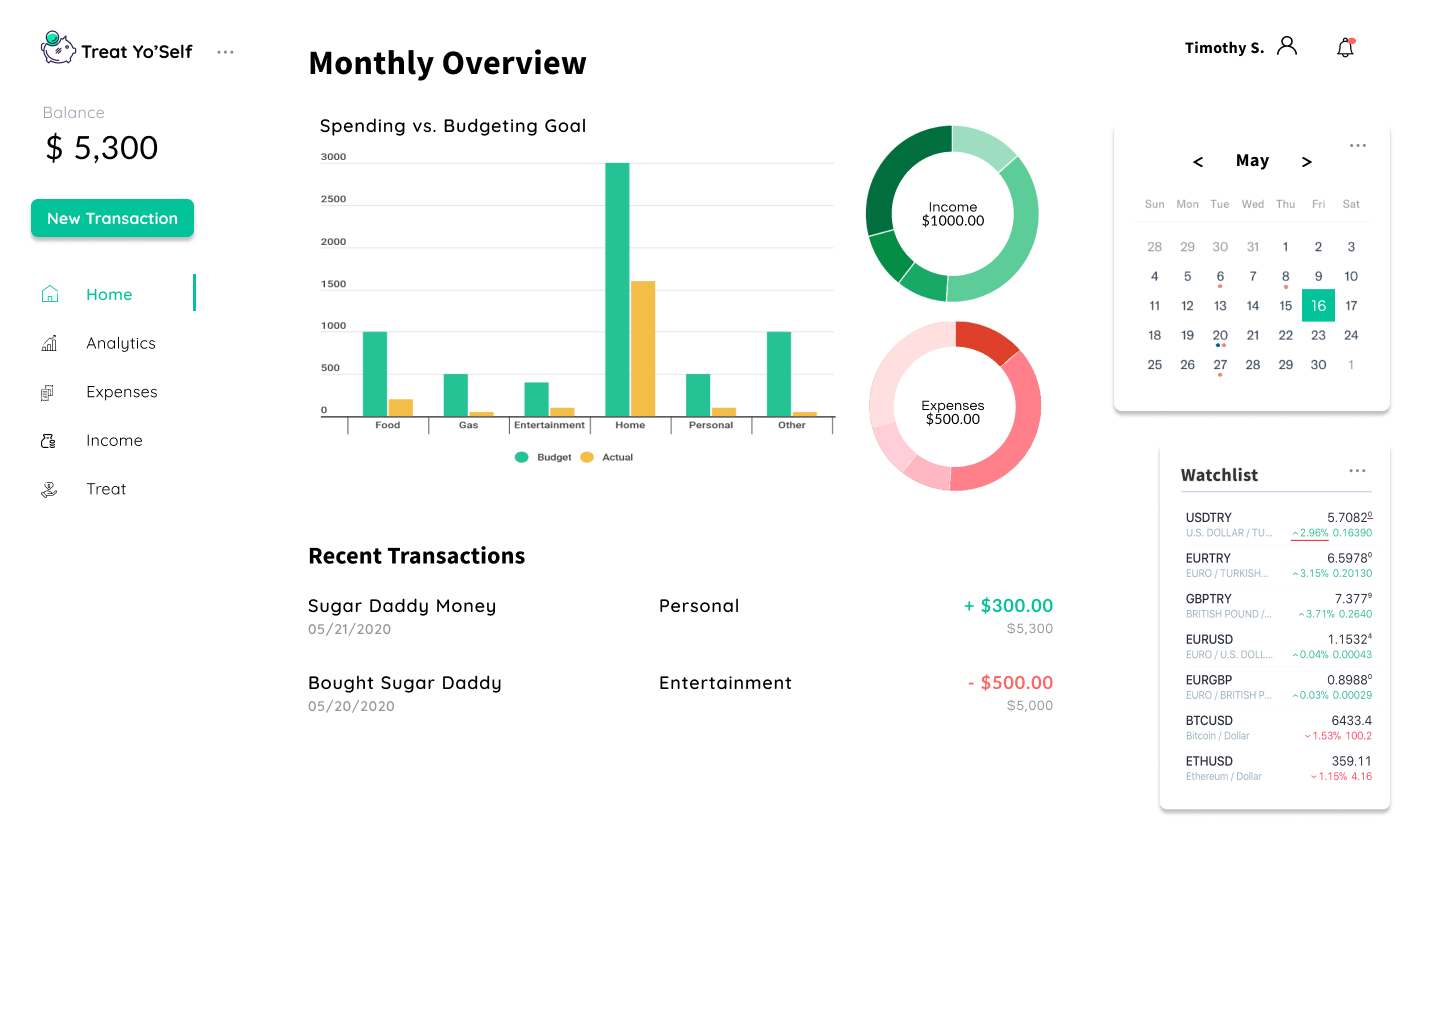 Treat Yo'Self
Balance
$ 5,300
New Transaction
Home
Analytics
Expenses
Income
Treat
Monthly Overview
Timothy S.
Spending vs. Budgeting Goal
3000
2500
2000
1500
1000
500
0
Food Gas Entertainment Home Personal Other
Budget Actual
Income
$1000.00
Expenses
$500.00
< May >
Sun Mon Tue Wed Thu Fri Sat
28 29 30 31 1 2 3
4 5 6 7 8 9 10
11 12 13 14 15 16 17
18 19 20 21 22 23 24
25 26 27 28 29 30 1
Watchlist
USDTRY 5.7082⁰
U.S. DOLLAR / TU... 2.96% 0.16390
EURTRY 6.5978⁰
EURO / TURKISH... 3.15% 0.20130
GBPTRY 7.377⁹
BRITISH POUND /... 3.71% 0.2640
EURUSD 1.1532⁴
EURO / U.S. DOLL... 0.04% 0.00043
EURGBP 0.8988⁰
EURO / BRITISH P... 0.03% 0.00029
BTCUSD 6433.4
Bitcoin / Dollar 1.53% 100.2
ETHUSD 359.11
Ethereum / Dollar 1.15% 4.16
Recent Transactions
Sugar Daddy Money Personal + $300.00
05/21/2020 $5,300
Bought Sugar Daddy Entertainment - $500.00
05/20/2020 $5,000